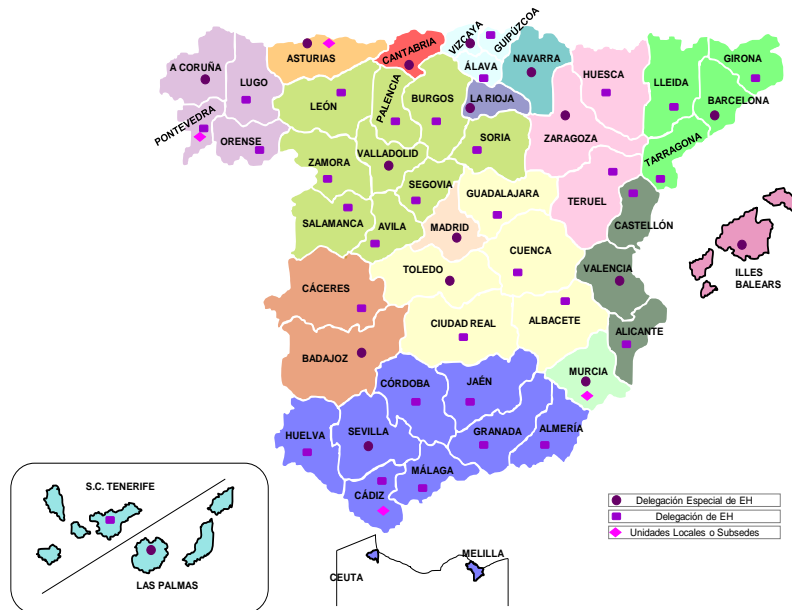 A CORUÑA
LUGO
PONTEVEDRA
ORENSE
ASTURIAS
CANTABRIA
VIZCAYA
GUIPÚZCOA
ÁLAVA
NAVARRA
LA RIOJA
HUESCA
ZARAGOZA
TERUEL
LLEIDA
GIRONA
BARCELONA
TARRAGONA
LEÓN
PALENCIA
BURGOS
SORIA
ZAMORA
VALLADOLID
SEGOVIA
SALAMANCA
AVILA
MADRID
GUADALAJARA
CUENCA
TOLEDO
CIUDAD REAL
ALBACETE
CASTELLÓN
VALENCIA
ALICANTE
ILLES
BALEARS
CÁCERES
BADAJOZ
MURCIA
CÓRDOBA
JAÉN
HUELVA
SEVILLA
GRANADA
ALMERÍA
MÁLAGA
CÁDIZ
S.C. TENERIFE
LAS PALMAS
CEUTA
MELILLA
Delegación Especial de EH
Delegación de EH
Unidades Locales o Subsedes